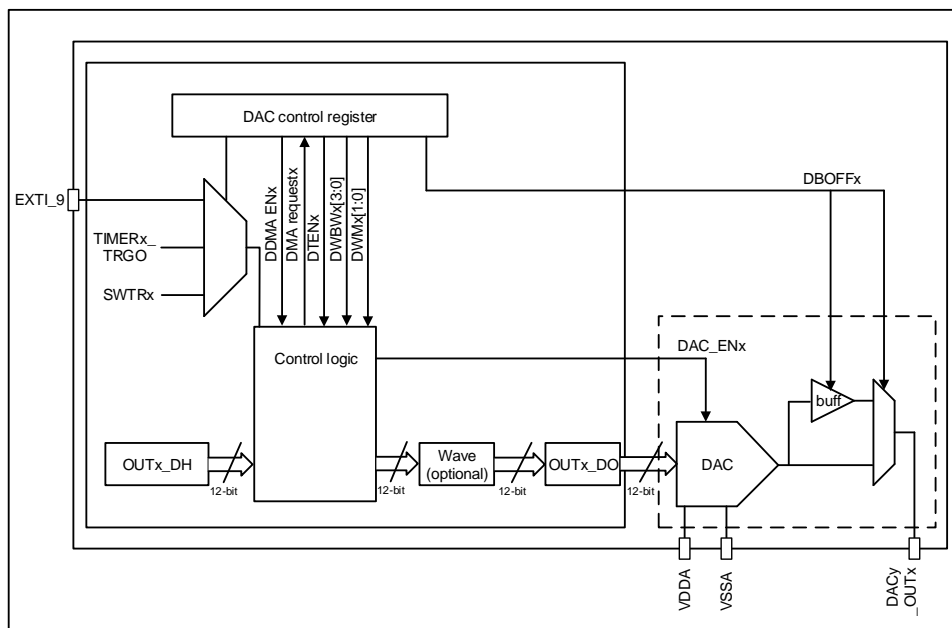 DAC control register
EXTI_9
TIMERx_
TRGO
SWTRx
DDMA ENx
DMA requestx
DTENx
DWBWx[3:0]
DWMx[1:0]
DBOFFx
Control logic
DAC_ENx
buff
OUTx_DH
12-bit
12-bit
Wave
(optional)
12-bit
OUTx_DO
12-bit
DAC
VDDA
VSSA
DACy
_OUTx